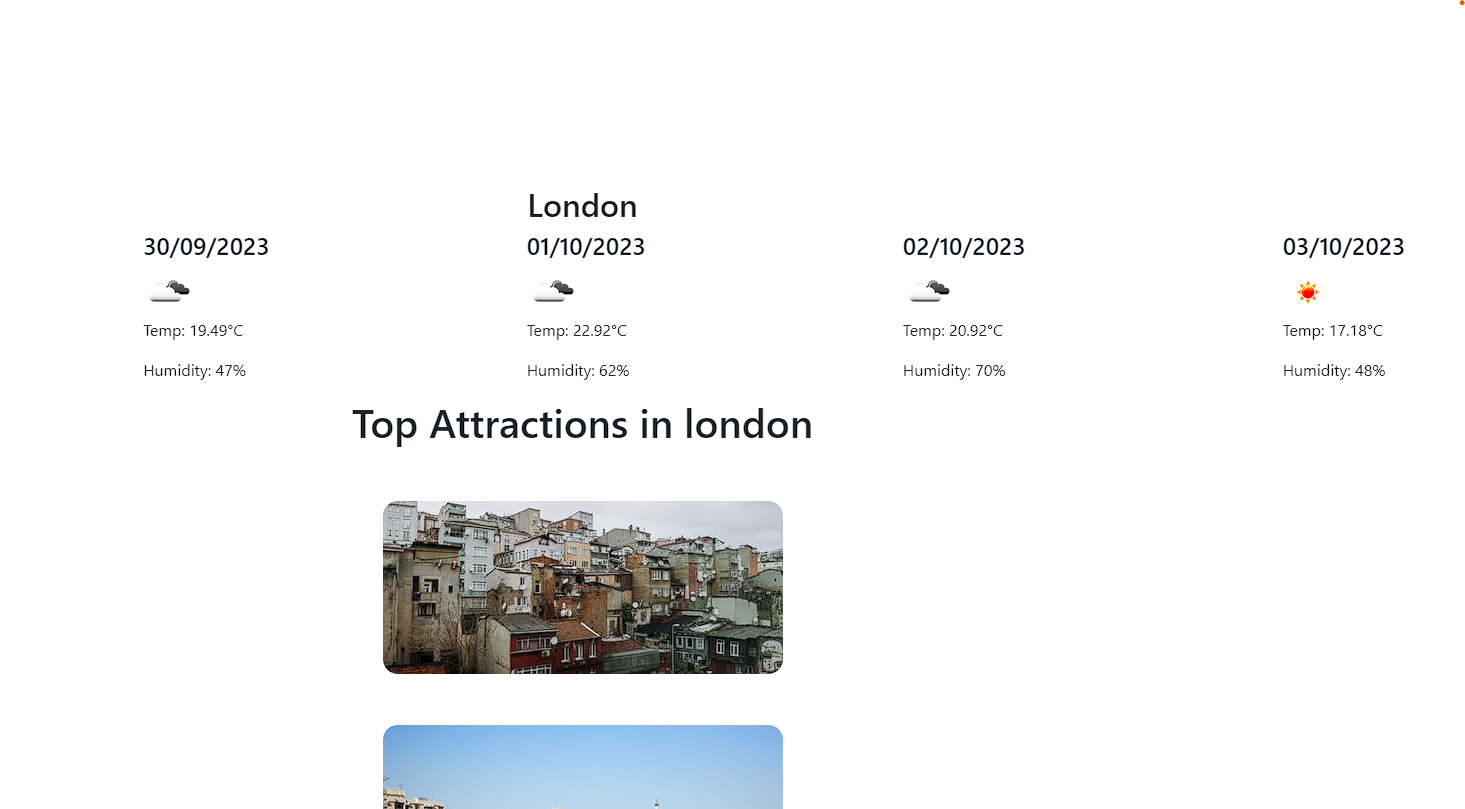 London
30/09/2023 01/10/2023 02/10/2023 03/10/2023
Temp: 19.49°C Temp: 22.92°C Temp: 20.92°C Temp: 17.18°C
Humidity: 47% Humidity: 62% Humidity: 70% Humidity: 48%
Top Attractions in london